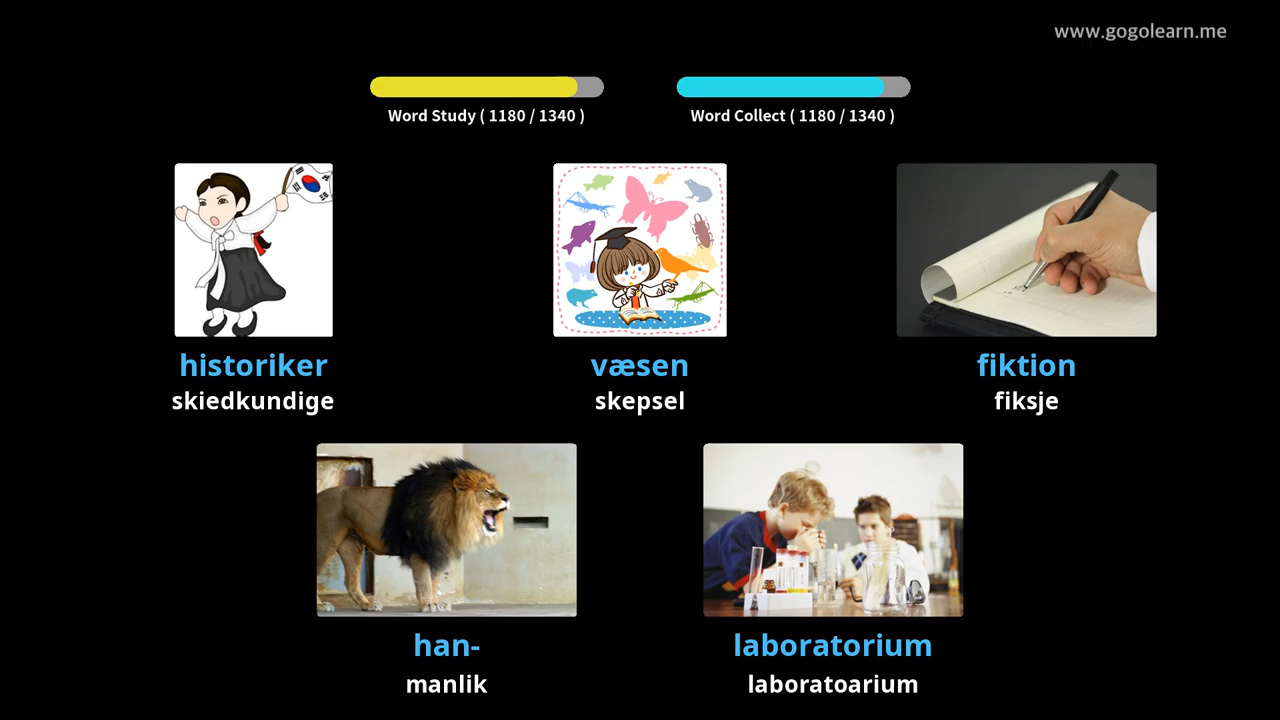 www.gogolearn.me
Word Study ( 1180 / 1340 )
Word Collect ( 1180 / 1340 )
historiker
skiedkundige
væsen
skepsel
fiktion
fiksje
han-
manlik
laboratorium
laboratoarium